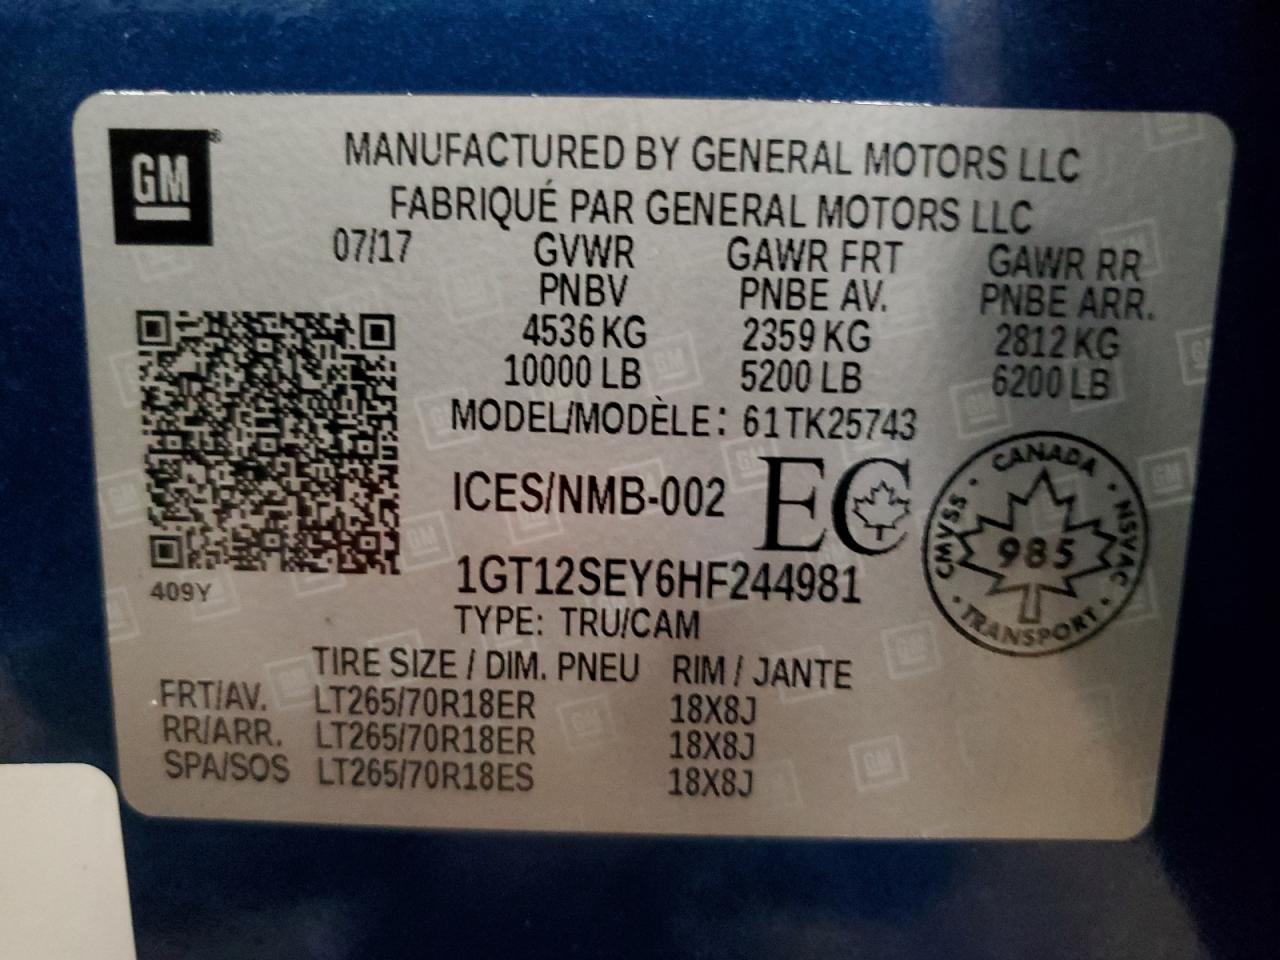 GM
MANUFACTURED BY GENERAL MOTORS LLC
FABRIQUÉ PAR GENERAL MOTORS LLC
07/17 GVWR GAWR FRT GAWR RR
PNBV PNBE AV. PNBE ARR.
4536 KG 2359 KG 2812 KG
10000 LB 5200 LB 6200 LB
MODEL/MODÈLE: 61TK25743
ICES/NMB-002 EC
CANADA
CMVSS · NSVAC
985
TRANSPORT
1GT12SEY6HF244981
409Y
TYPE: TRU/CAM
TIRE SIZE / DIM. PNEU RIM / JANTE
FRT/AV. LT265/70R18ER 18X8J
RR/ARR. LT265/70R18ER 18X8J
SPA/SOS LT265/70R18ES 18X8J